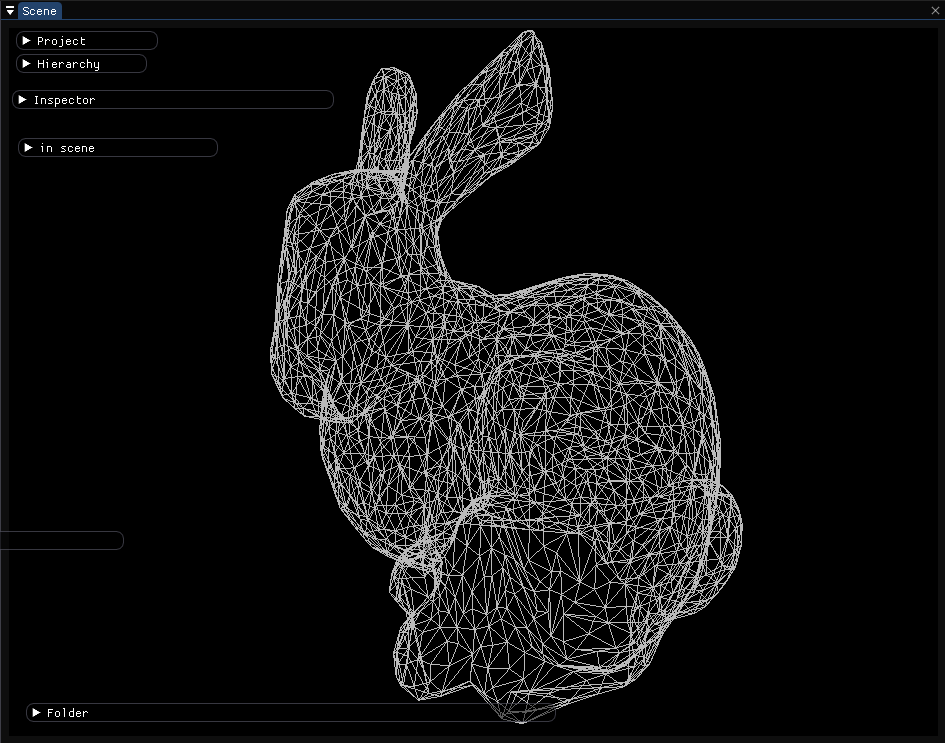 Scene
Project
Hierarchy
Inspector
in scene
Folder